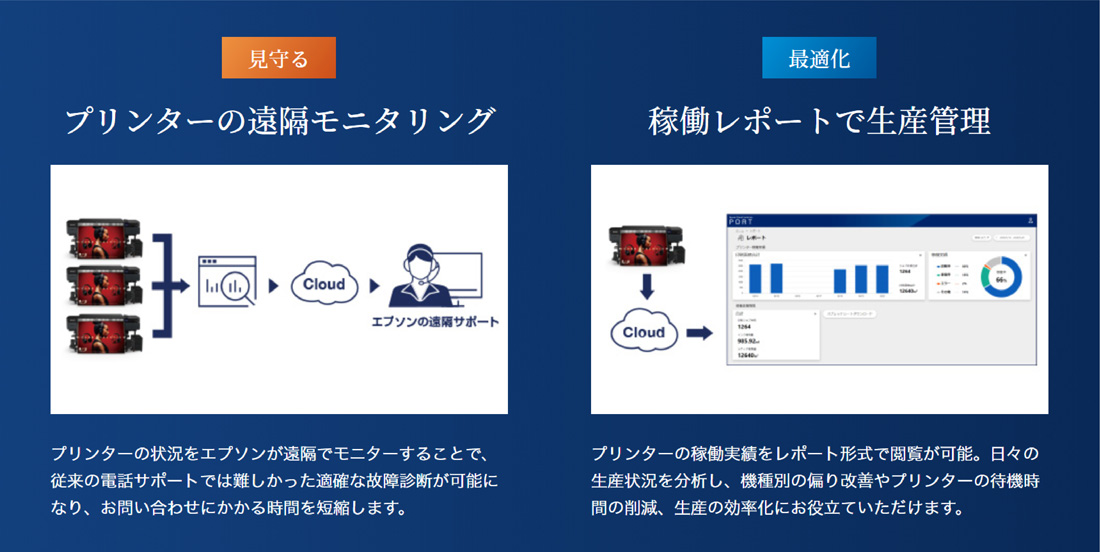 見守る
プリンターの遠隔モニタリング
Cloud
エプソンの遠隔サポート
プリンターの状況をエプソンが遠隔でモニターすることで、
従来の電話サポートでは難しかった適確な故障診断が可能に
なり、お問い合わせにかかる時間を短縮します。
最適化
稼働レポートで生産管理
Cloud
PORT
レポート
1264
12640㎡
66%
1264
985.92㎡
12640㎡
プリンターの稼働実績をレポート形式で閲覧が可能。日々の
生産状況を分析し、機種別の偏り改善やプリンターの待機時
間の削減、生産の効率化にお役立ていただけます。